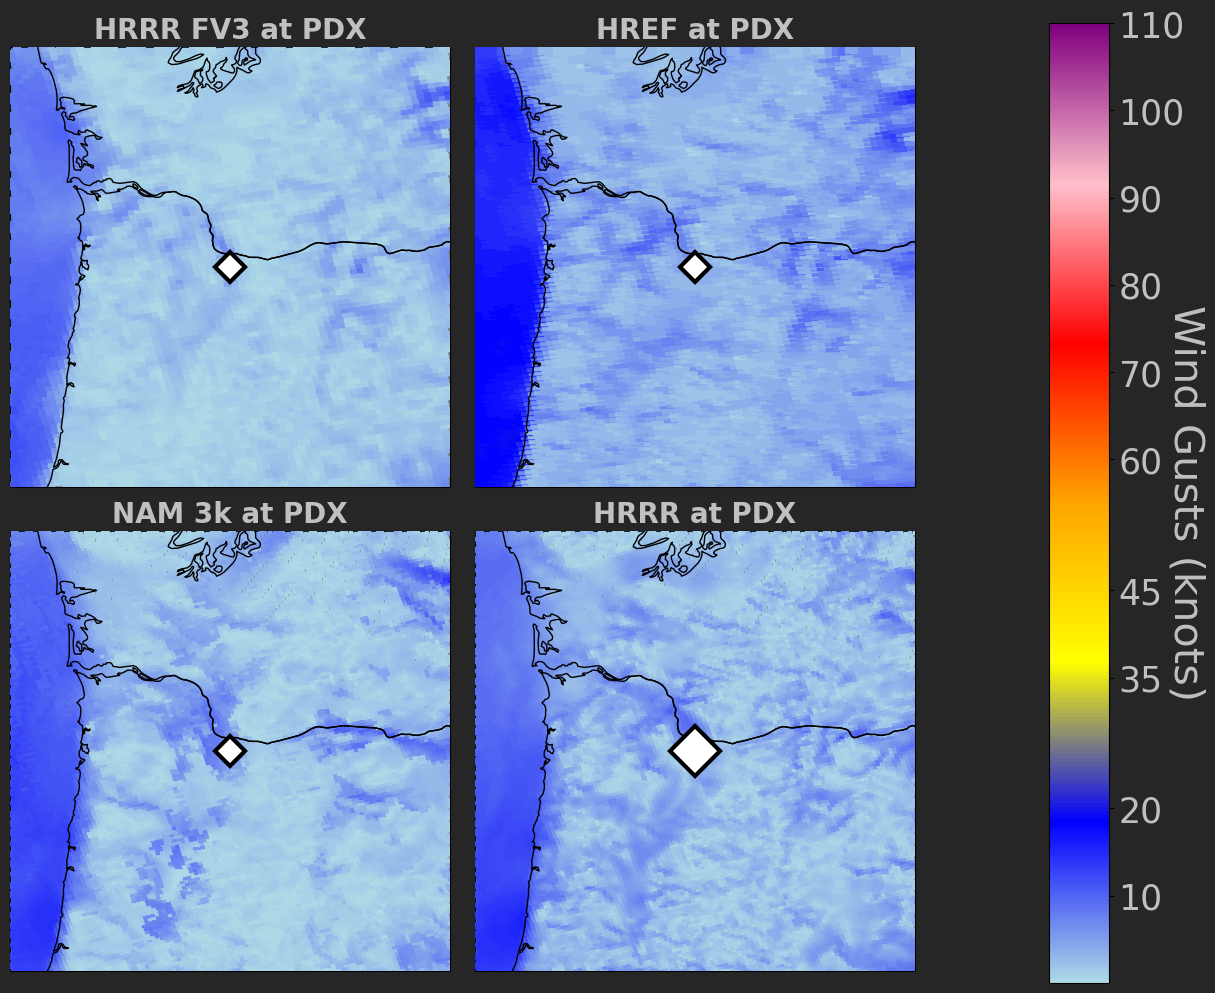 HRRR FV3 at PDX
HREF at PDX
NAM 3k at PDX
HRRR at PDX
110
100
90
80
70
60
45
35
20
10
Wind Gusts (knots)